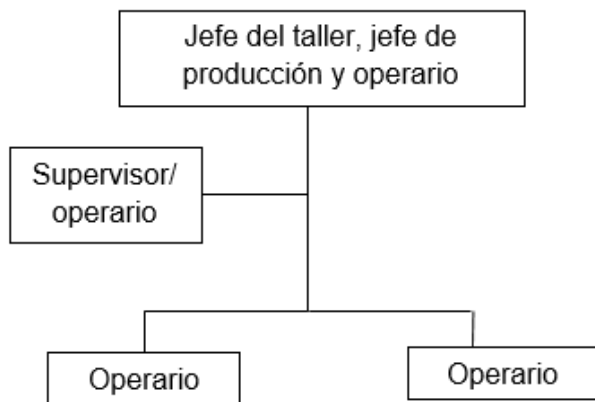 Jefe del taller, jefe de
producción y operario
Supervisor/
operario
Operario
Operario